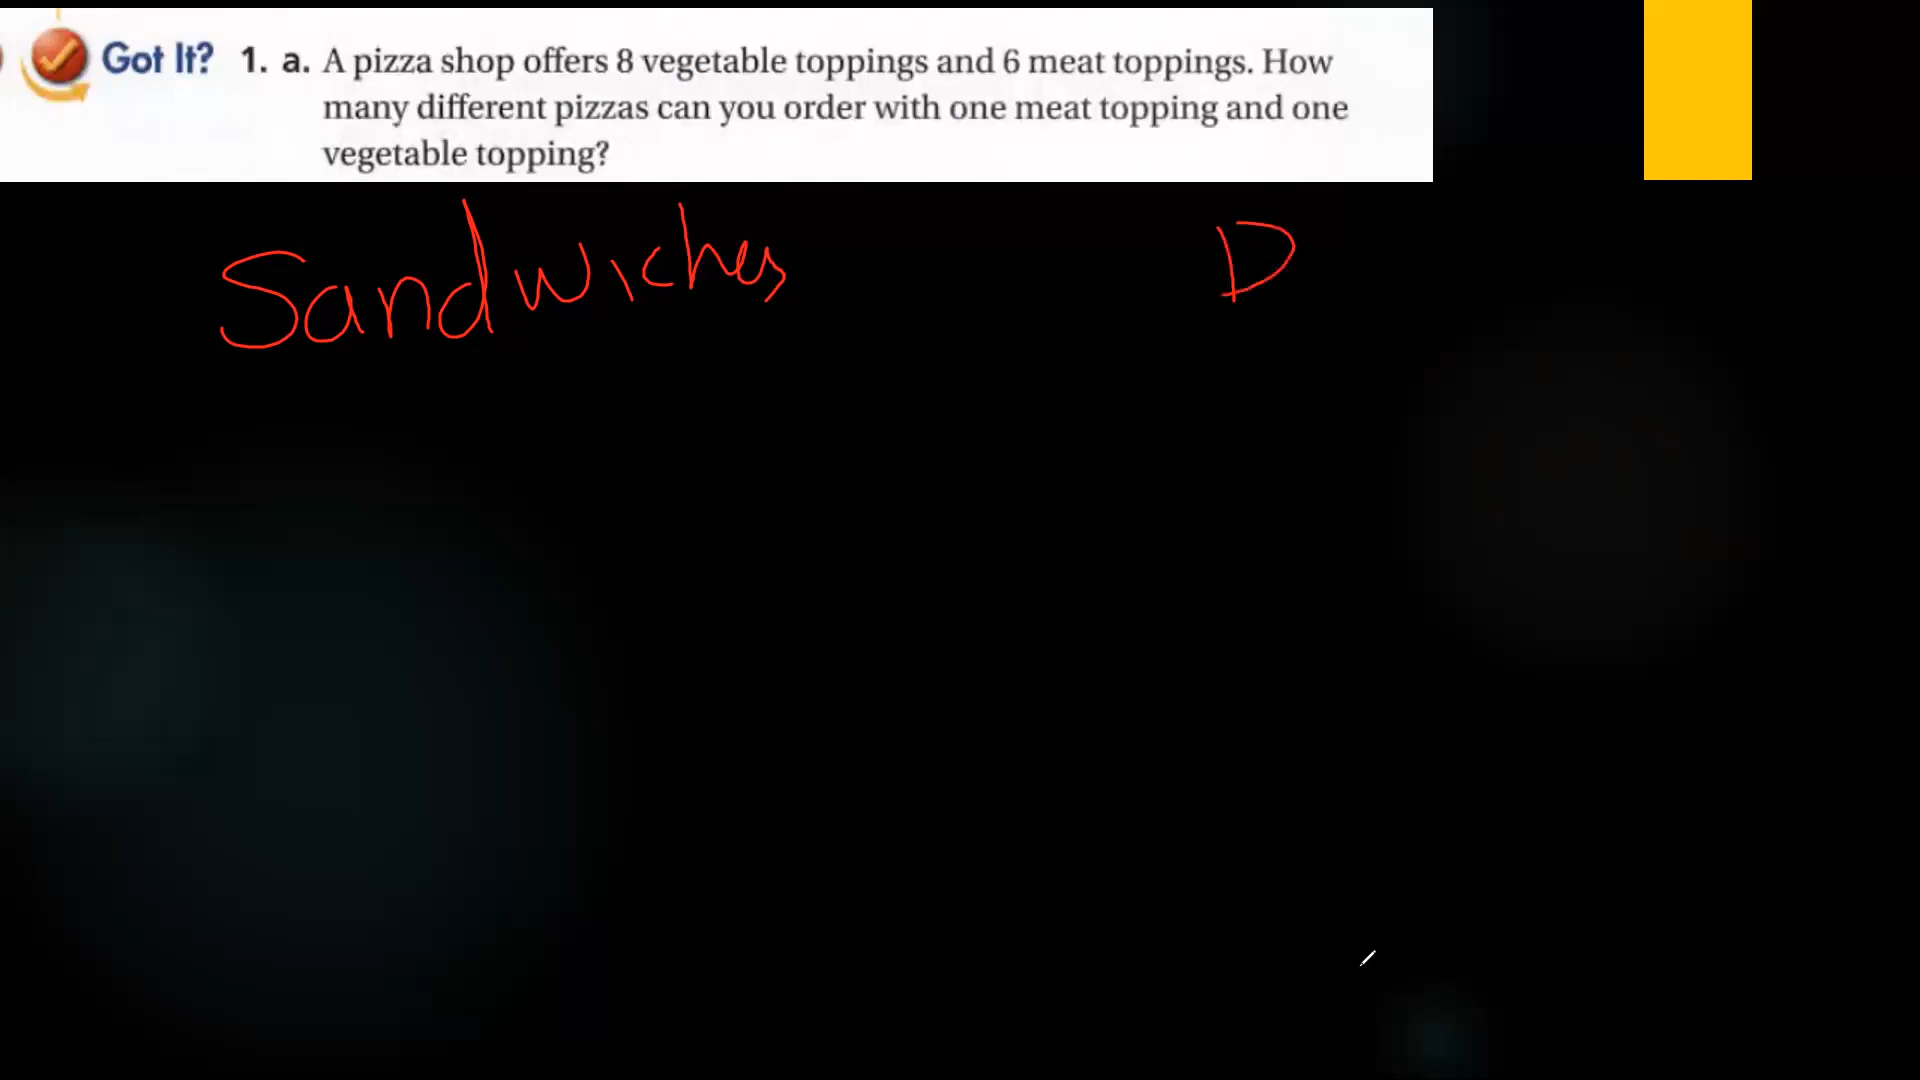 Got It? 1. a. A pizza shop offers 8 vegetable toppings and 6 meat toppings. How
many different pizzas can you order with one meat topping and one
vegetable topping?
Sandwiches D